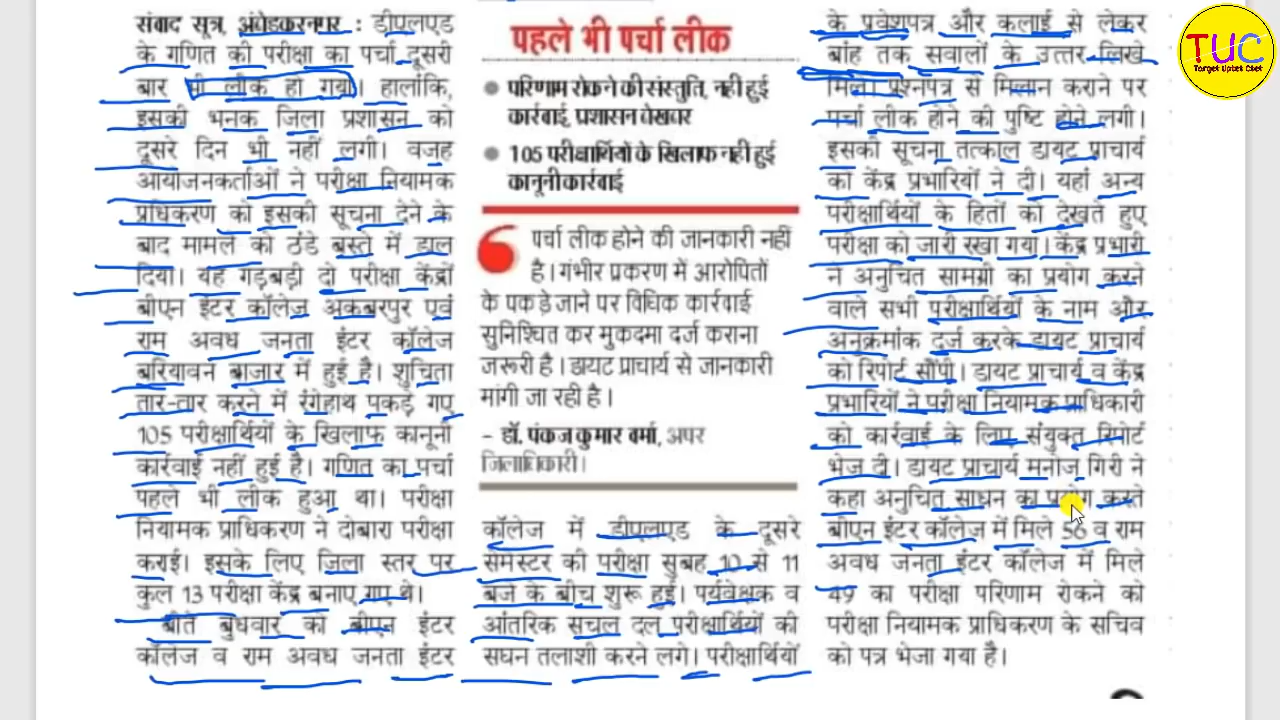 संवाद सूत्र, अंबेडकरनगर : डीएलएड
के गणित की परीक्षा का पर्चा दूसरी
बार भी लीक हो गया। हालांकि,
इसकी भनक जिला प्रशासन को
दूसरे दिन भी नहीं लगी। वजह
आयोजनकर्ताओं ने परीक्षा नियामक
प्रधिकरण को इसकी सूचना देने के
बाद मामले को ठंडे बस्ते में डाल
दिया। यह गड़बड़ी दो परीक्षा केंद्रों
बीएन इंटर कॉलेज अकबरपुर एवं
राम अवध जनता इंटर कॉलेज
बरियावन बाजार में हुई है। शुचिता
तार-तार करने में रंगेहाथ पकड़े गए
105 परीक्षार्थियों के खिलाफ कानूनी
कार्रवाई नहीं हुई है। गणित का पर्चा
पहले भी लीक हुआ था। परीक्षा
नियामक प्राधिकरण ने दोबारा परीक्षा
कराई। इसके लिए जिला स्तर पर
कुल 13 परीक्षा केंद्र बनाए गए थे।
बीते बुधवार को बीएन इंटर
कॉलेज व राम अवध जनता इंटर
पहले भी पर्चा लीक
परिणाम रोकने की संस्तुति, नहीं हुई
कार्रवाई, प्रशासन बेखबर
105 परीक्षार्थियों के खिलाफ नहीं हुई
कानूनी कार्रवाई
पर्चा लीक होने की जानकारी नहीं
है। गंभीर प्रकरण में आरोपितों
के पकड़े जाने पर विधिक कार्रवाई
सुनिश्चित कर मुकदमा दर्ज कराना
जरूरी है। डायट प्राचार्य से जानकारी
मांगी जा रही है।
- डॉ. पंकज कुमार वर्मा, अपर
जिलाधिकारी।
कॉलेज में डीएलएड के दूसरे
सेमेस्टर की परीक्षा सुबह 10 से 11
बजे के बीच शुरू हुई। पर्यवेक्षक व
आंतरिक सचल दल परीक्षार्थियों की
सघन तलाशी करने लगे। परीक्षार्थियों
के प्रवेशपत्र और कलाई से लेकर
बांह तक सवालों के उत्तर लिखे
मिले। प्रश्नपत्र से मिलान कराने पर
पर्चा लीक होने की पुष्टि होने लगी।
इसकी सूचना तत्काल डायट प्राचार्य
को केंद्र प्रभारियों ने दी। यहां अन्य
परीक्षार्थियों के हितों को देखते हुए
परीक्षा को जारी रखा गया। केंद्र प्रभारी
ने अनुचित सामग्री का प्रयोग करने
वाले सभी परीक्षार्थियों के नाम और
अनुक्रमांक दर्ज करके डायट प्राचार्य
को रिपोर्ट सौंपी। डायट प्राचार्य व केंद्र
प्रभारियों ने परीक्षा नियामक प्राधिकारी
को कार्रवाई के लिए संयुक्त रिपोर्ट
भेज दी। डायट प्राचार्य मनोज गिरी ने
कहा अनुचित साधन का प्रयोग करते
बीएन इंटर कॉलेज में मिले 56 व राम
अवध जनता इंटर कॉलेज में मिले
49 का परीक्षा परिणाम रोकने को
परीक्षा नियामक प्राधिकरण के सचिव
को पत्र भेजा गया है।
TUC
Target Uptet Ctet